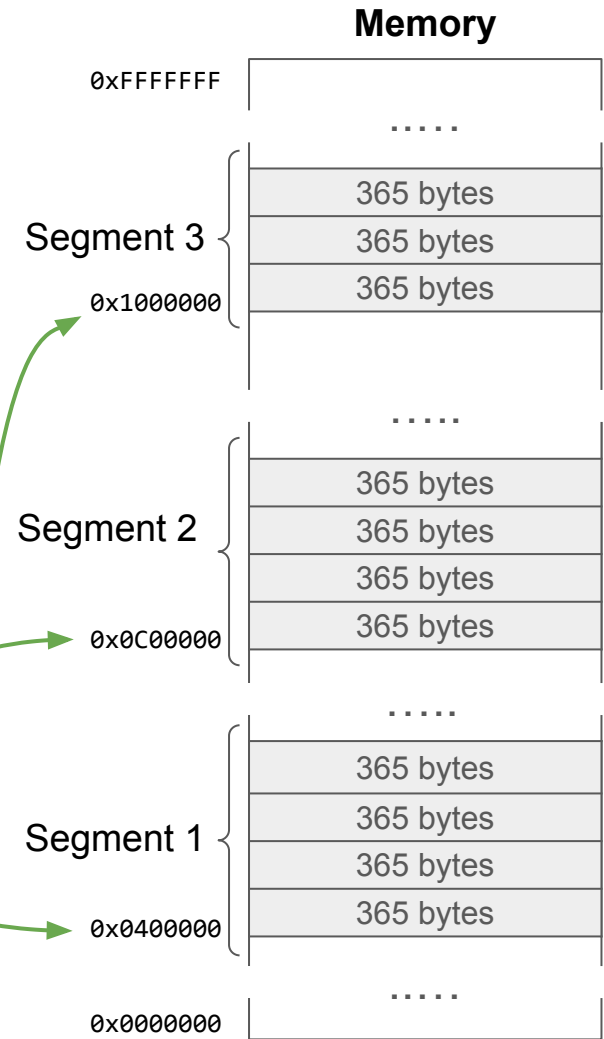 Memory
0xFFFFFFF
.....
365 bytes
Segment 3
365 bytes
365 bytes
0x1000000
.....
365 bytes
Segment 2
365 bytes
365 bytes
365 bytes
0x0C00000
.....
365 bytes
365 bytes
Segment 1
365 bytes
365 bytes
0x0400000
.....
0x0000000